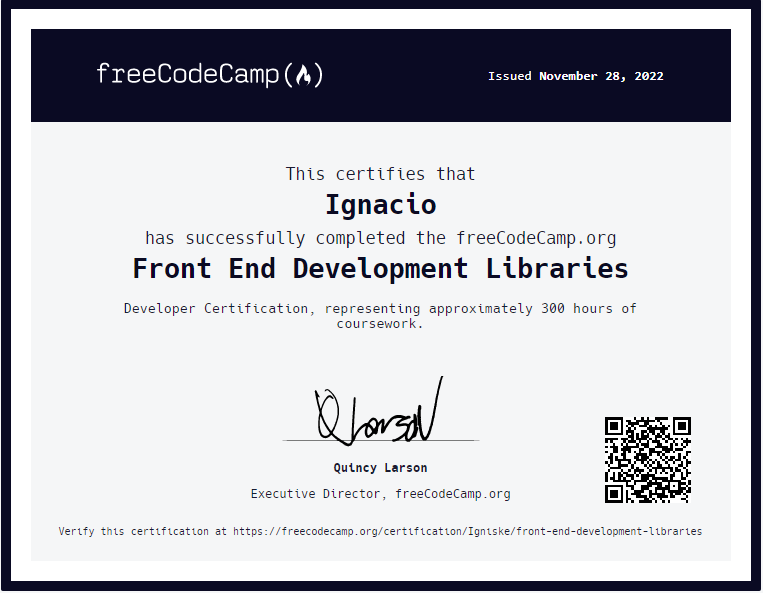 freeCodeCamp
Issued November 28, 2022
This certifies that
Ignacio
has successfully completed the freeCodeCamp.org
Front End Development Libraries
Developer Certification, representing approximately 300 hours of
coursework.
Q Larson
Quincy Larson
Executive Director, freeCodeCamp.org
Verify this certification at https://freecodecamp.org/certification/Igniske/front-end-development-libraries